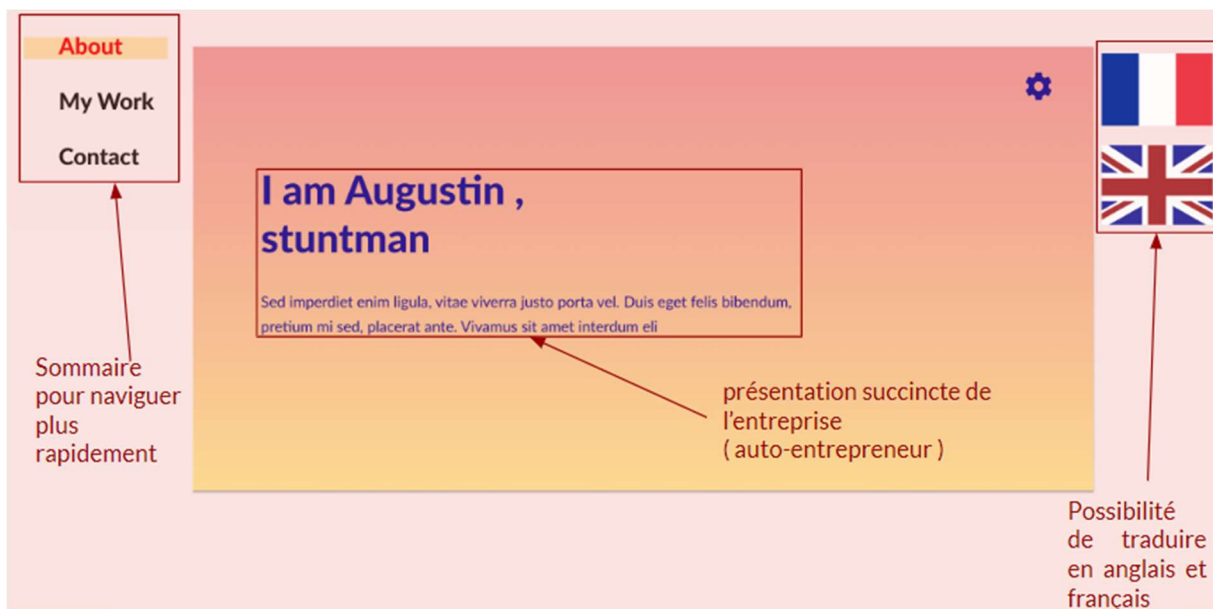 About
My Work
Contact
I am Augustin ,
stuntman
Sed imperdiet enim ligula, vitae viverra justo porta vel. Duis eget felis bibendum,
pretium mi sed, placerat ante. Vivamus sit amet interdum eli
Sommaire
pour naviguer
plus
rapidement
présentation succincte de
l’entreprise
( auto-entrepreneur )
Possibilité
de traduire
en anglais et
français